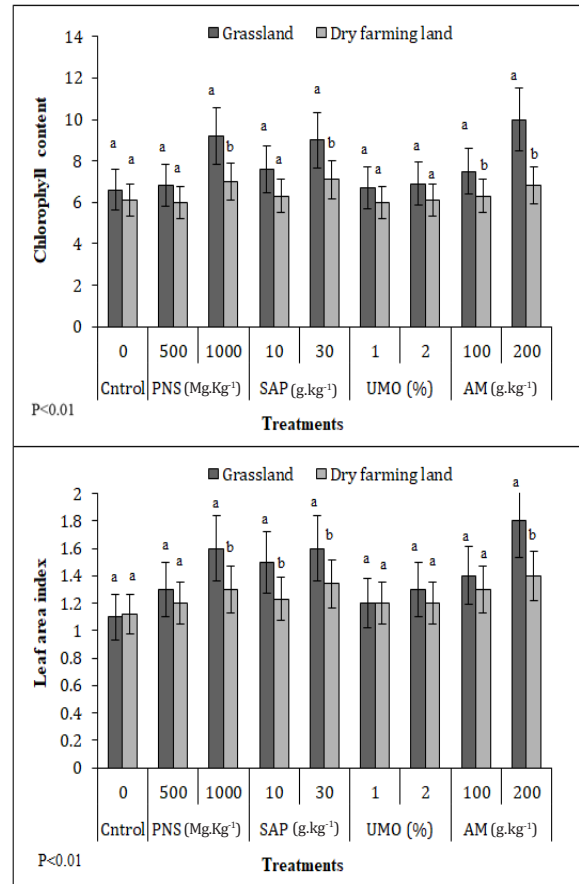 Grassland Dry farming land
14
12
10
8
6
4
2
0
Chlorophyll content
a a a a a b a a a b a a a a a b a b
0 500 1000 10 30 1 2 100 200
Cntrol PNS (Mg.Kg⁻¹) SAP (g.kg⁻¹) UMO (%) AM (g.kg⁻¹)
P<0.01
Treatments
Grassland Dry farming land
2
1.8
1.6
1.4
1.2
1
0.8
0.6
0.4
0.2
0
Leaf area index
a a a a a b a b a b a a a a a a a b
0 500 1000 10 30 1 2 100 200
Cntrol PNS (Mg.Kg⁻¹) SAP (g.kg⁻¹) UMO (%) AM (g.kg⁻¹)
P<0.01
Treatments